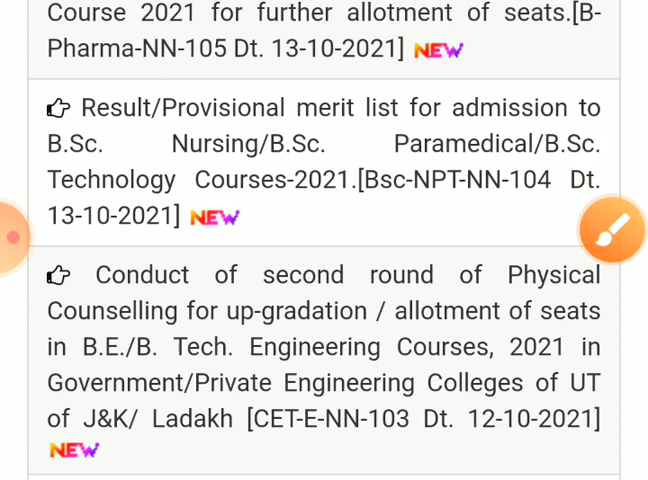 Course 2021 for further allotment of seats.[B-
Pharma-NN-105 Dt. 13-10-2021] NEW
Result/Provisional merit list for admission to
B.Sc. Nursing/B.Sc. Paramedical/B.Sc.
Technology Courses-2021.[Bsc-NPT-NN-104 Dt.
13-10-2021] NEW
Conduct of second round of Physical
Counselling for up-gradation / allotment of seats
in B.E./B. Tech. Engineering Courses, 2021 in
Government/Private Engineering Colleges of UT
of J&K/ Ladakh [CET-E-NN-103 Dt. 12-10-2021]
NEW